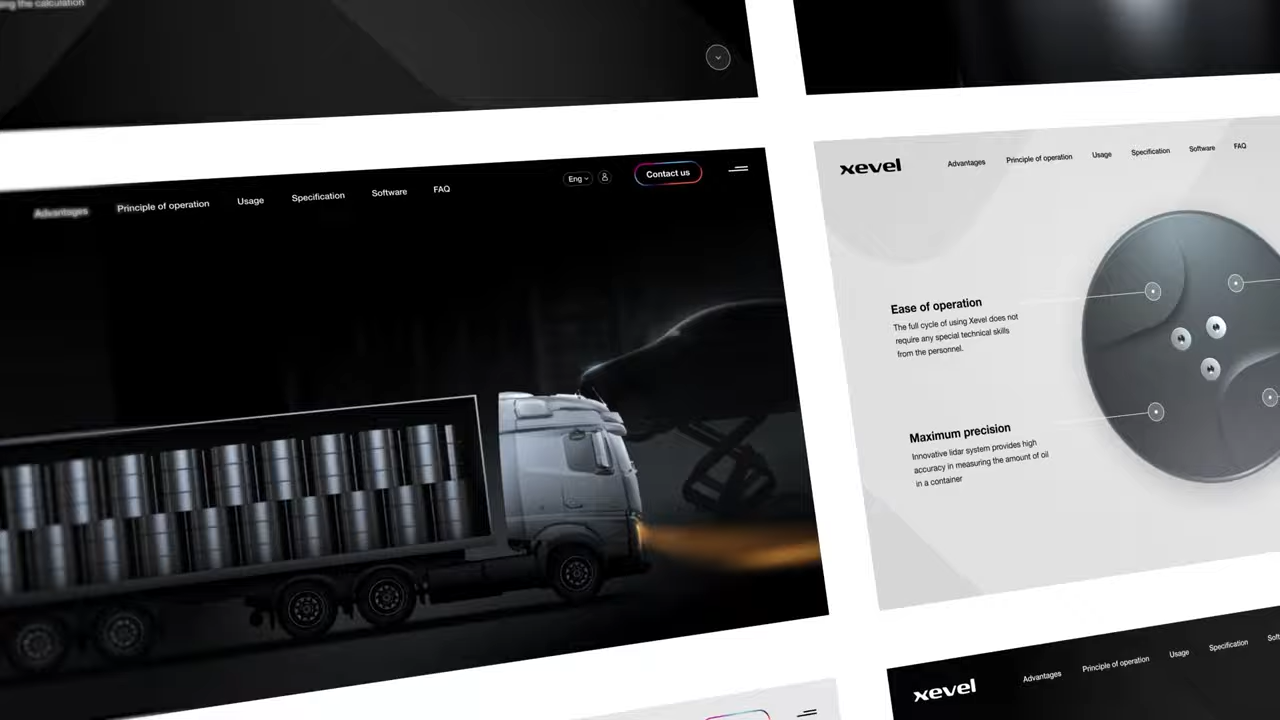 the calculation
Advantages
Principle of operation
Usage
Specification
Software
FAQ
Eng
Contact us
xevel
Advantages
Principle of operation
Usage
Specification
Software
FAQ
Ease of operation
The full cycle of using Xevel does not
require any special technical skills
from the personnel.
Maximum precision
Innovative lidar system provides high
accuracy in measuring the amount of oil
in a container
xevel
Advantages
Principle of operation
Usage
Specification